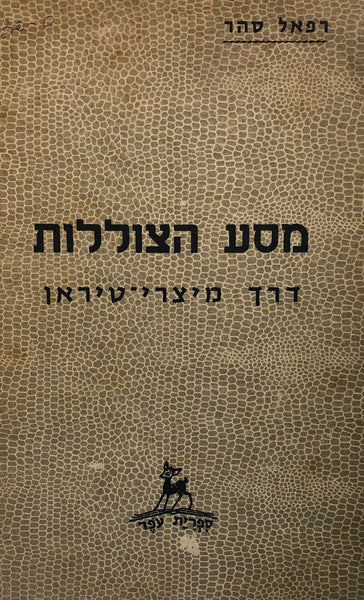 רפאל סהר
מסע הצוללות
דרך מיצרי־טיראן
ספרית עפר